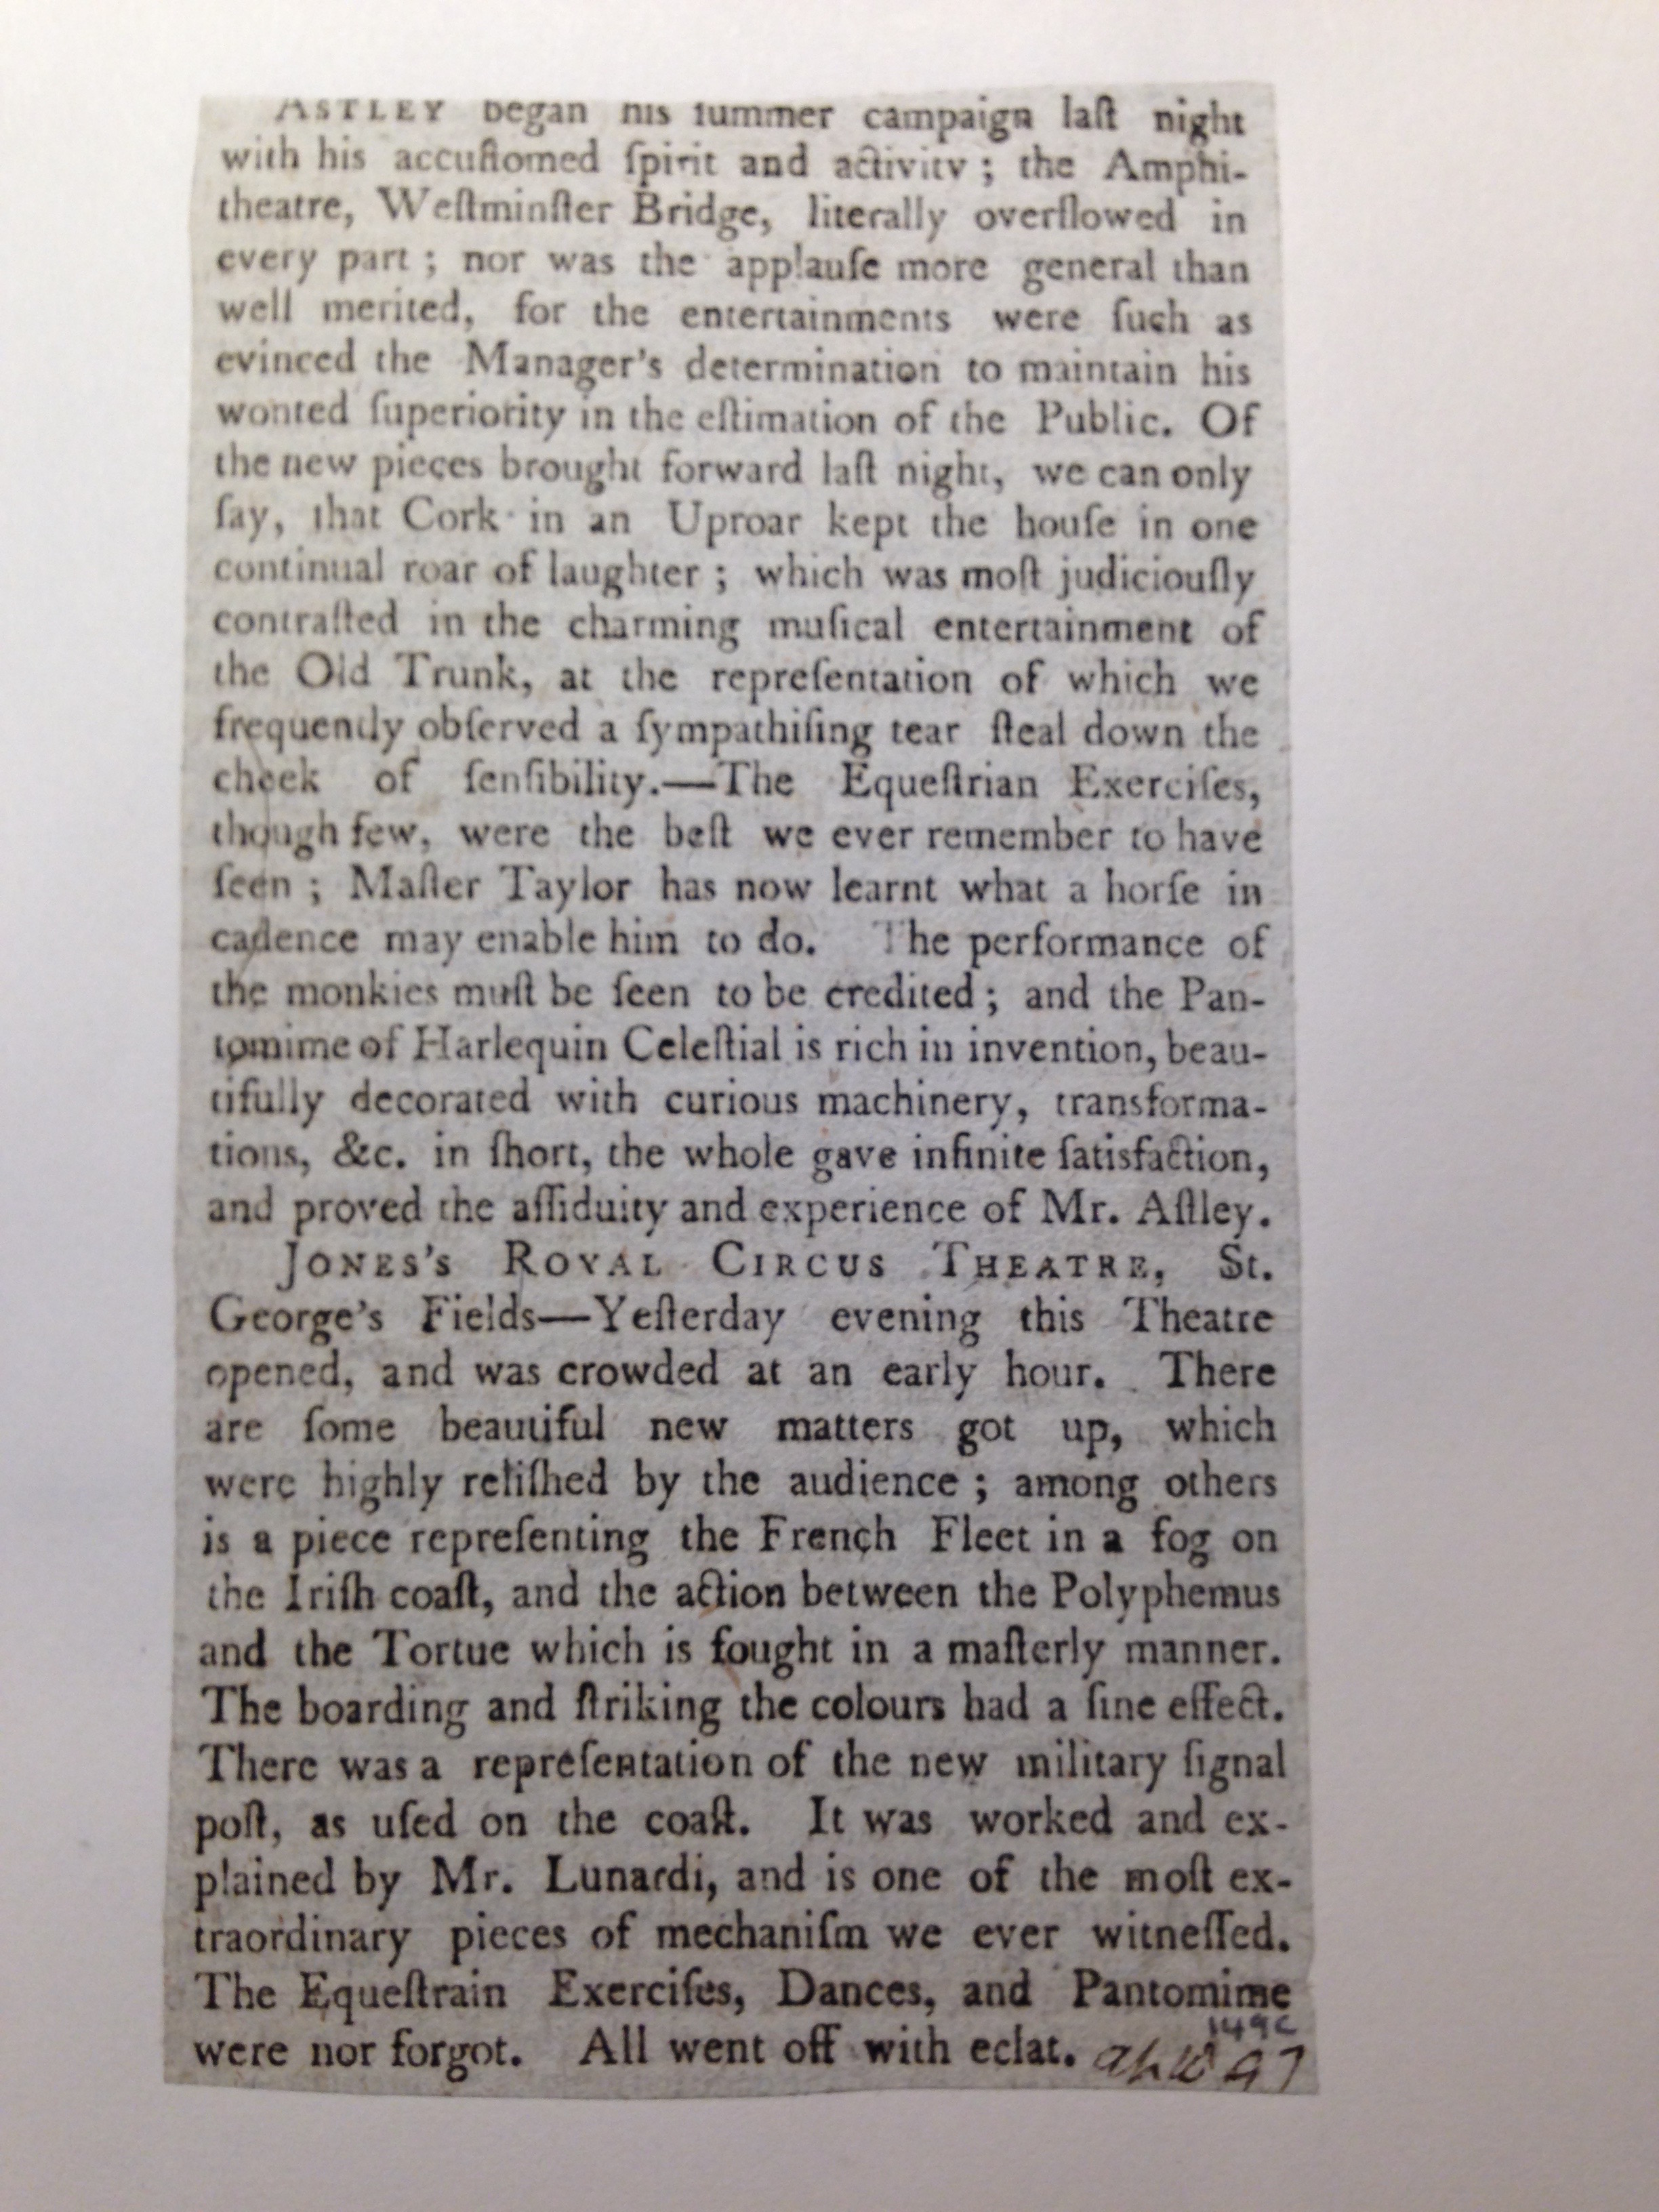 ASTLEY began his ſummer campaign laſt night
with his accuſtomed ſpirit and activity; the Amphi-
theatre, Weſtminſter Bridge, literally overflowed in
every part; nor was the applauſe more general than
well merited, for the entertainments were ſuch as
evinced the Manager's determination to maintain his
wonted ſuperiority in the eſtimation of the Public. Of
the new pieces brought forward laſt night, we can only
ſay, that Cork in an Uproar kept the houſe in one
continual roar of laughter; which was moſt judiciouſly
contraſted in the charming muſical entertainment of
the Old Trunk, at the repreſentation of which we
frequently obſerved a ſympathiſing tear ſteal down the
cheek of ſenſibility.—The Equeſtrian Exerciſes,
though few, were the beſt we ever remember to have
ſeen; Maſter Taylor has now learnt what a horſe in
cadence may enable him to do. The performance of
the monkies muſt be ſeen to be credited; and the Pan-
tomime of Harlequin Celeſtial is rich in invention, beau-
tifully decorated with curious machinery, transforma-
tions, &c. in ſhort, the whole gave infinite ſatisfaction,
and proved the aſſiduity and experience of Mr. Aſtley.
JONES'S ROYAL CIRCUS THEATRE, St.
George's Fields—Yeſterday evening this Theatre
opened, and was crowded at an early hour. There
are ſome beautiful new matters got up, which
were highly reliſhed by the audience; among others
is a piece repreſenting the French Fleet in a fog on
the Iriſh coaſt, and the action between the Polyphemus
and the Tortue which is fought in a maſterly manner.
The boarding and ſtriking the colours had a fine effect.
There was a repreſentation of the new military ſignal
poſt, as uſed on the coaſt. It was worked and ex-
plained by Mr. Lunardi, and is one of the moſt ex-
traordinary pieces of mechaniſm we ever witneſſed.
The Equeſtrain Exerciſes, Dances, and Pantomime
were nor forgot. All went off with eclat.
97